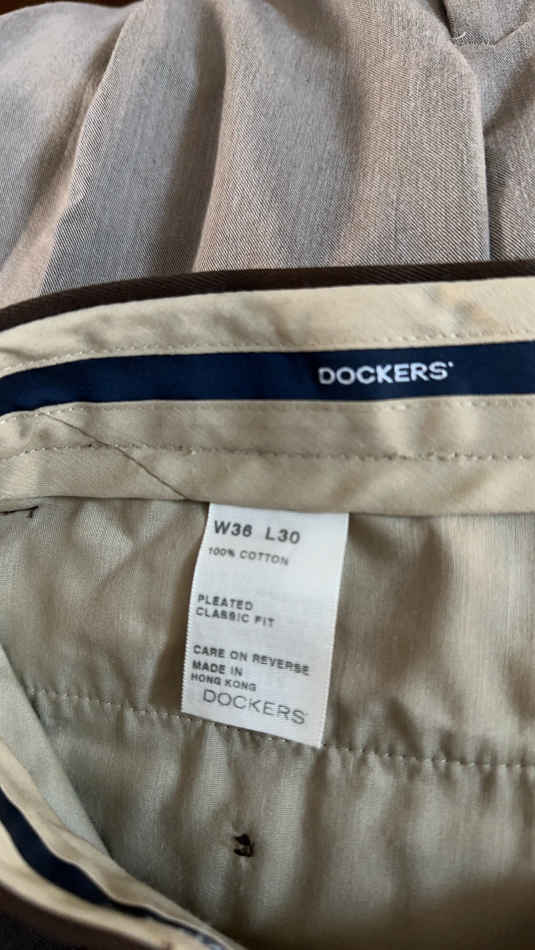 DOCKERS®
W36 L30
100% COTTON
PLEATED
CLASSIC FIT
CARE ON REVERSE
MADE IN
HONG KONG
DOCKERS